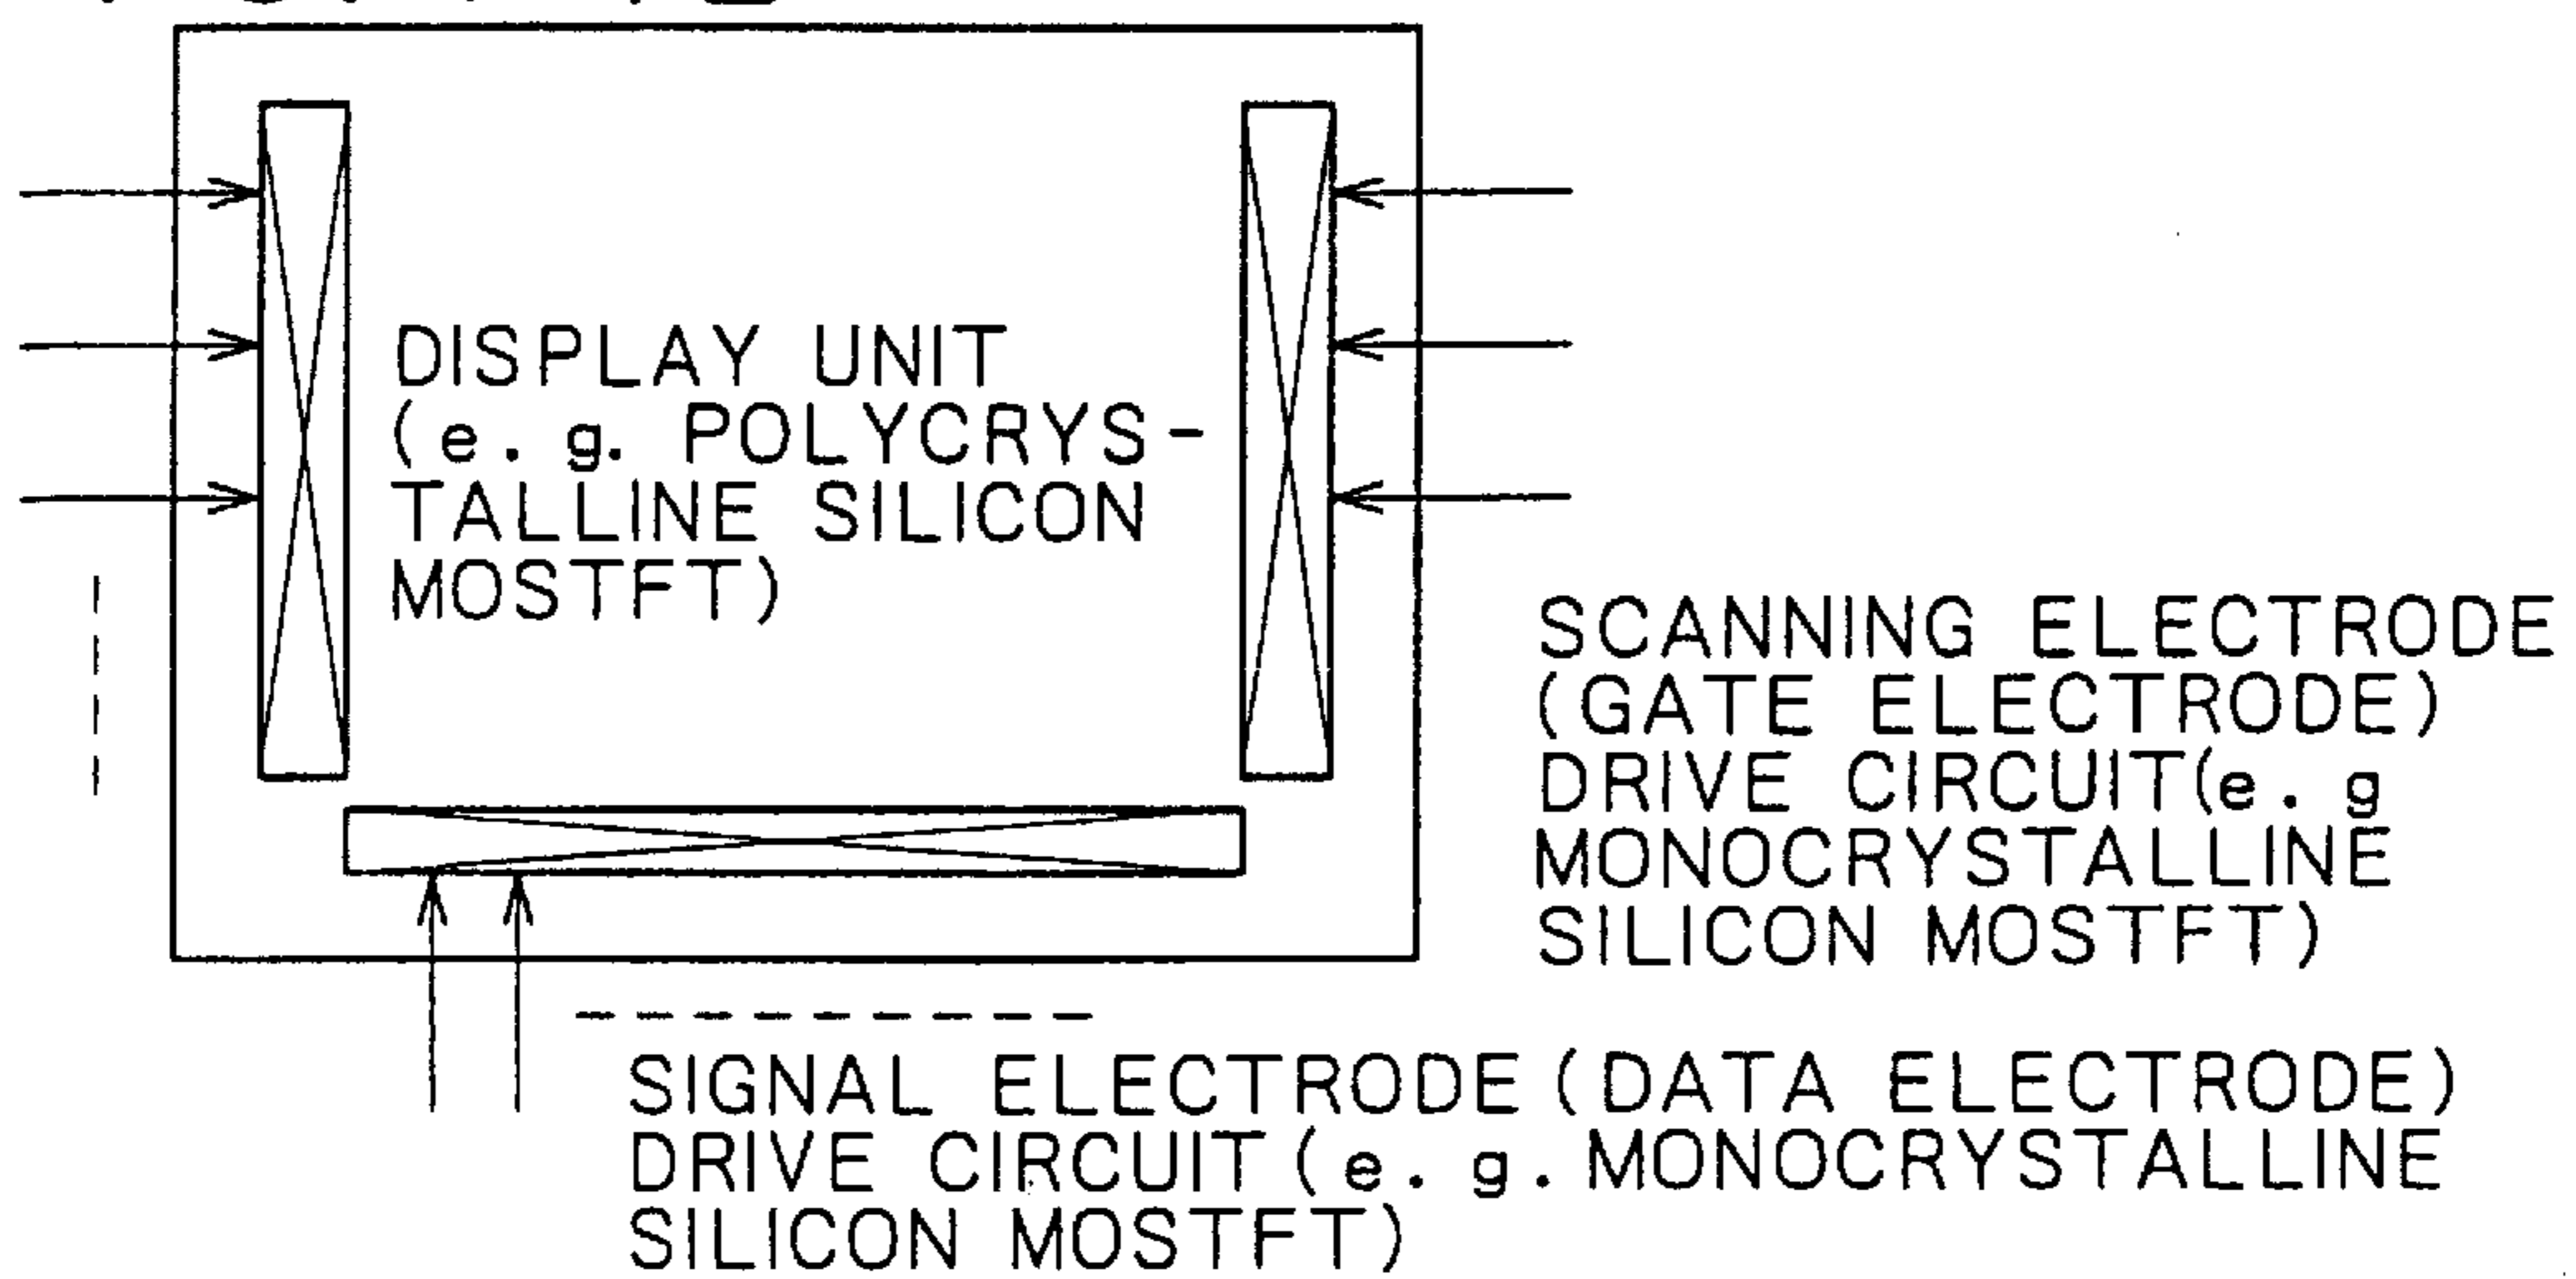 DISPLAY UNIT
(e. g. POLYCRYS-
TALLINE SILICON
MOSTFT)
SCANNING ELECTRODE
(GATE ELECTRODE)
DRIVE CIRCUIT(e. g
MONOCRYSTALLINE
SILICON MOSTFT)
SIGNAL ELECTRODE (DATA ELECTRODE)
DRIVE CIRCUIT (e. g. MONOCRYSTALLINE
SILICON MOSTFT)